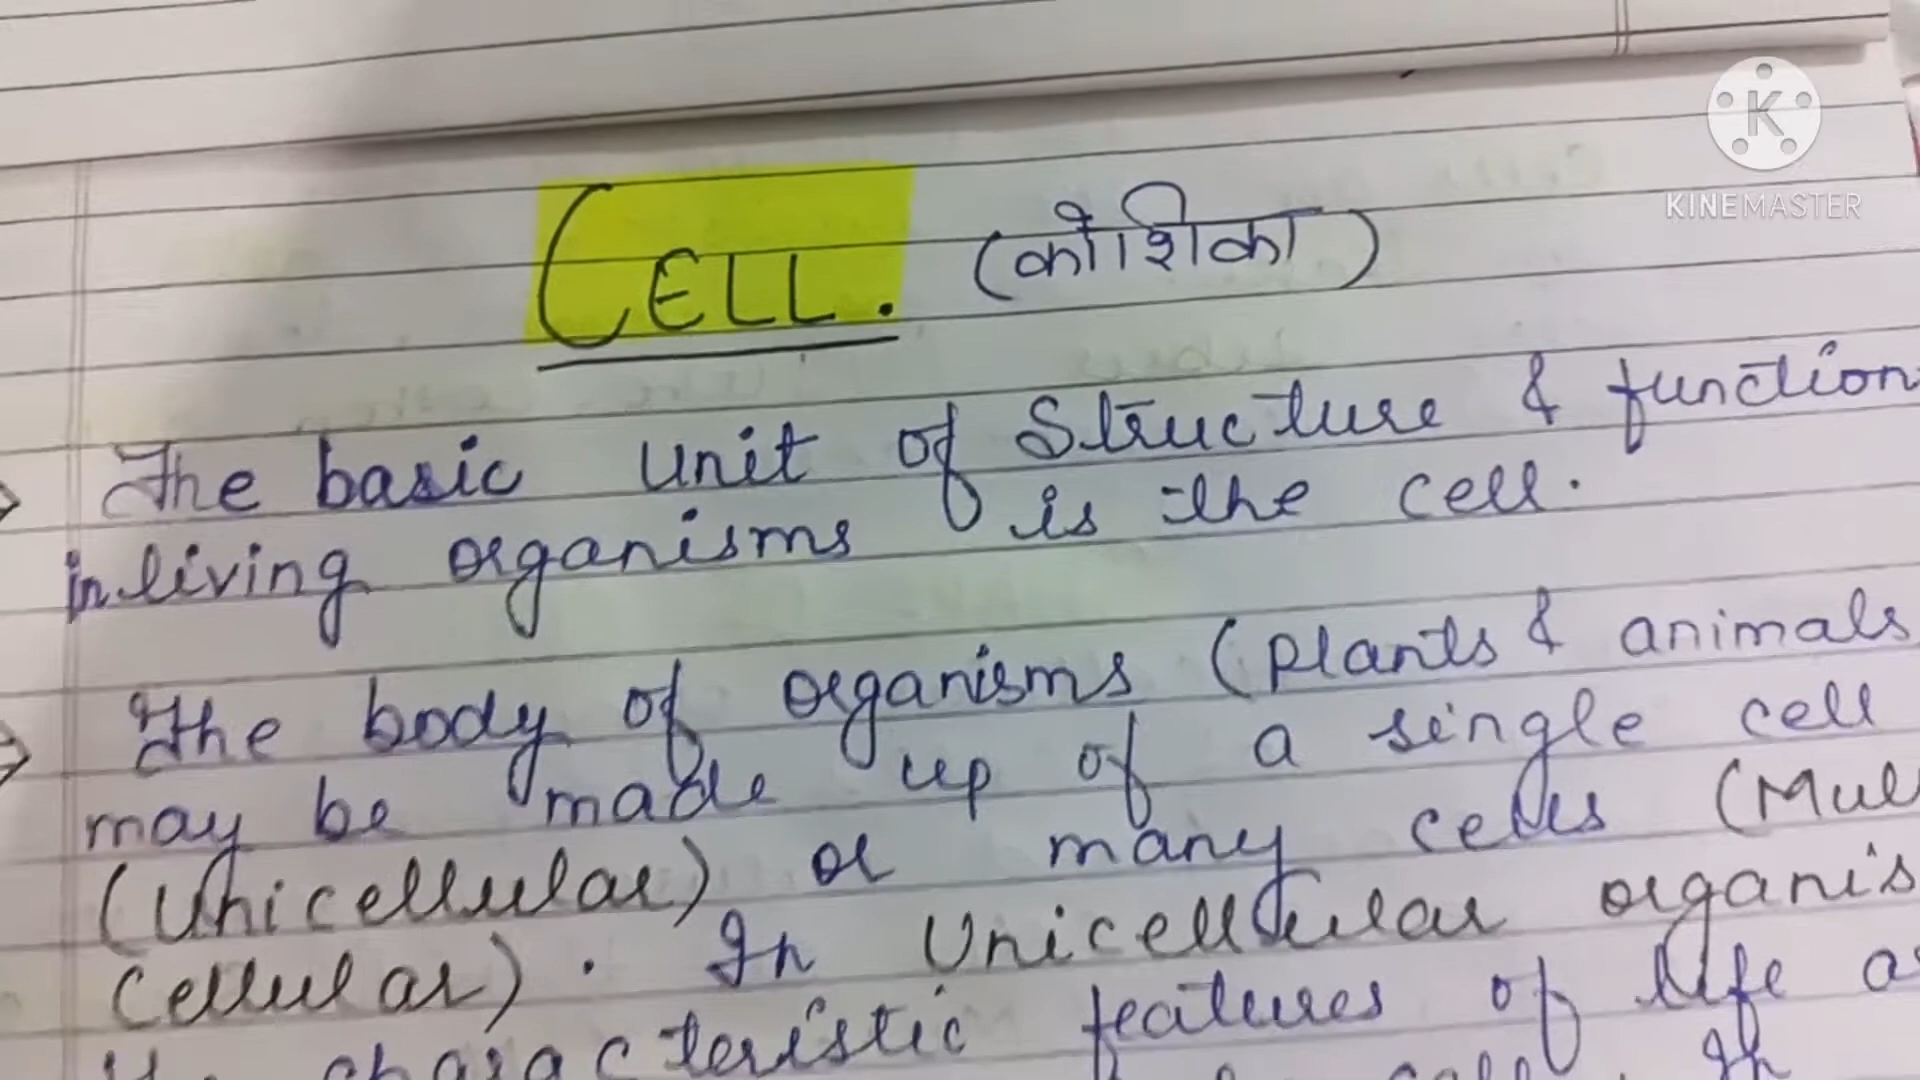 K
KINEMASTER
CELL. (कोशिका)
The basic unit of structure & function
in living organisms is the cell.
The body of organisms (plants & animals
may be made up of a single cell
(Unicellular) or many cells (Mul
cellular). In Unicellular organis
characteristic features of life a
cell. In